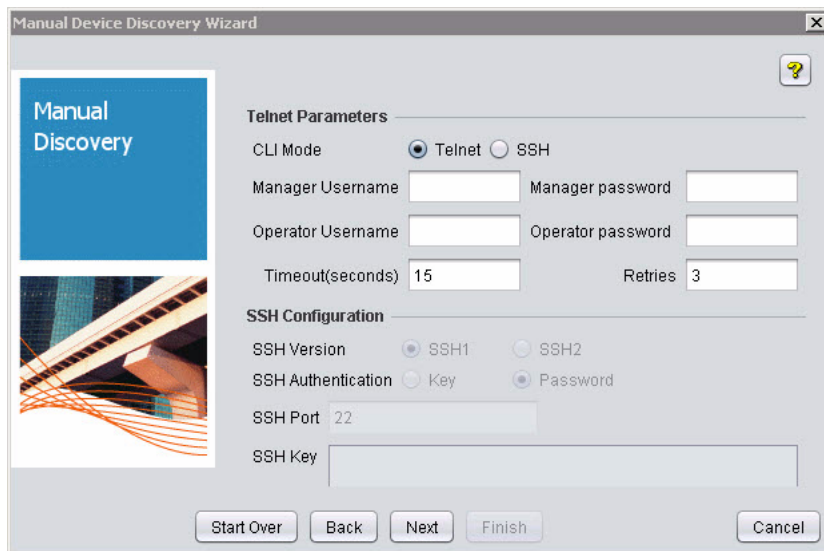 Manual Device Discovery Wizard
Manual
Discovery
Telnet Parameters
CLI Mode Telnet SSH
Manager Username Manager password
Operator Username Operator password
Timeout(seconds) 15 Retries 3
SSH Configuration
SSH Version SSH1 SSH2
SSH Authentication Key Password
SSH Port 22
SSH Key
Start Over Back Next Finish Cancel